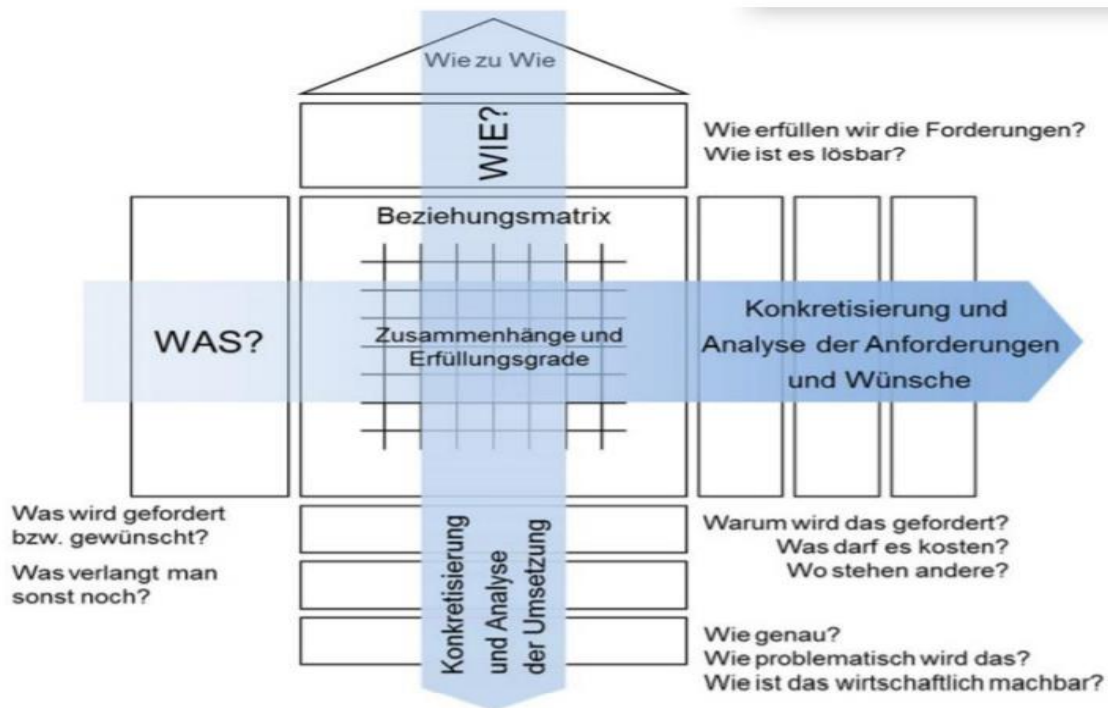 Wie zu Wie
WIE?
Wie erfüllen wir die Forderungen?
Wie ist es lösbar?
Beziehungsmatrix
WAS?
Zusammenhänge und
Erfüllungsgrade
Konkretisierung und
Analyse der Anforderungen
und Wünsche
Was wird gefordert
bzw. gewünscht?
Was verlangt man
sonst noch?
Konkretisierung
und Analyse
der Umsetzung
Warum wird das gefordert?
Was darf es kosten?
Wo stehen andere?
Wie genau?
Wie problematisch wird das?
Wie ist das wirtschaftlich machbar?